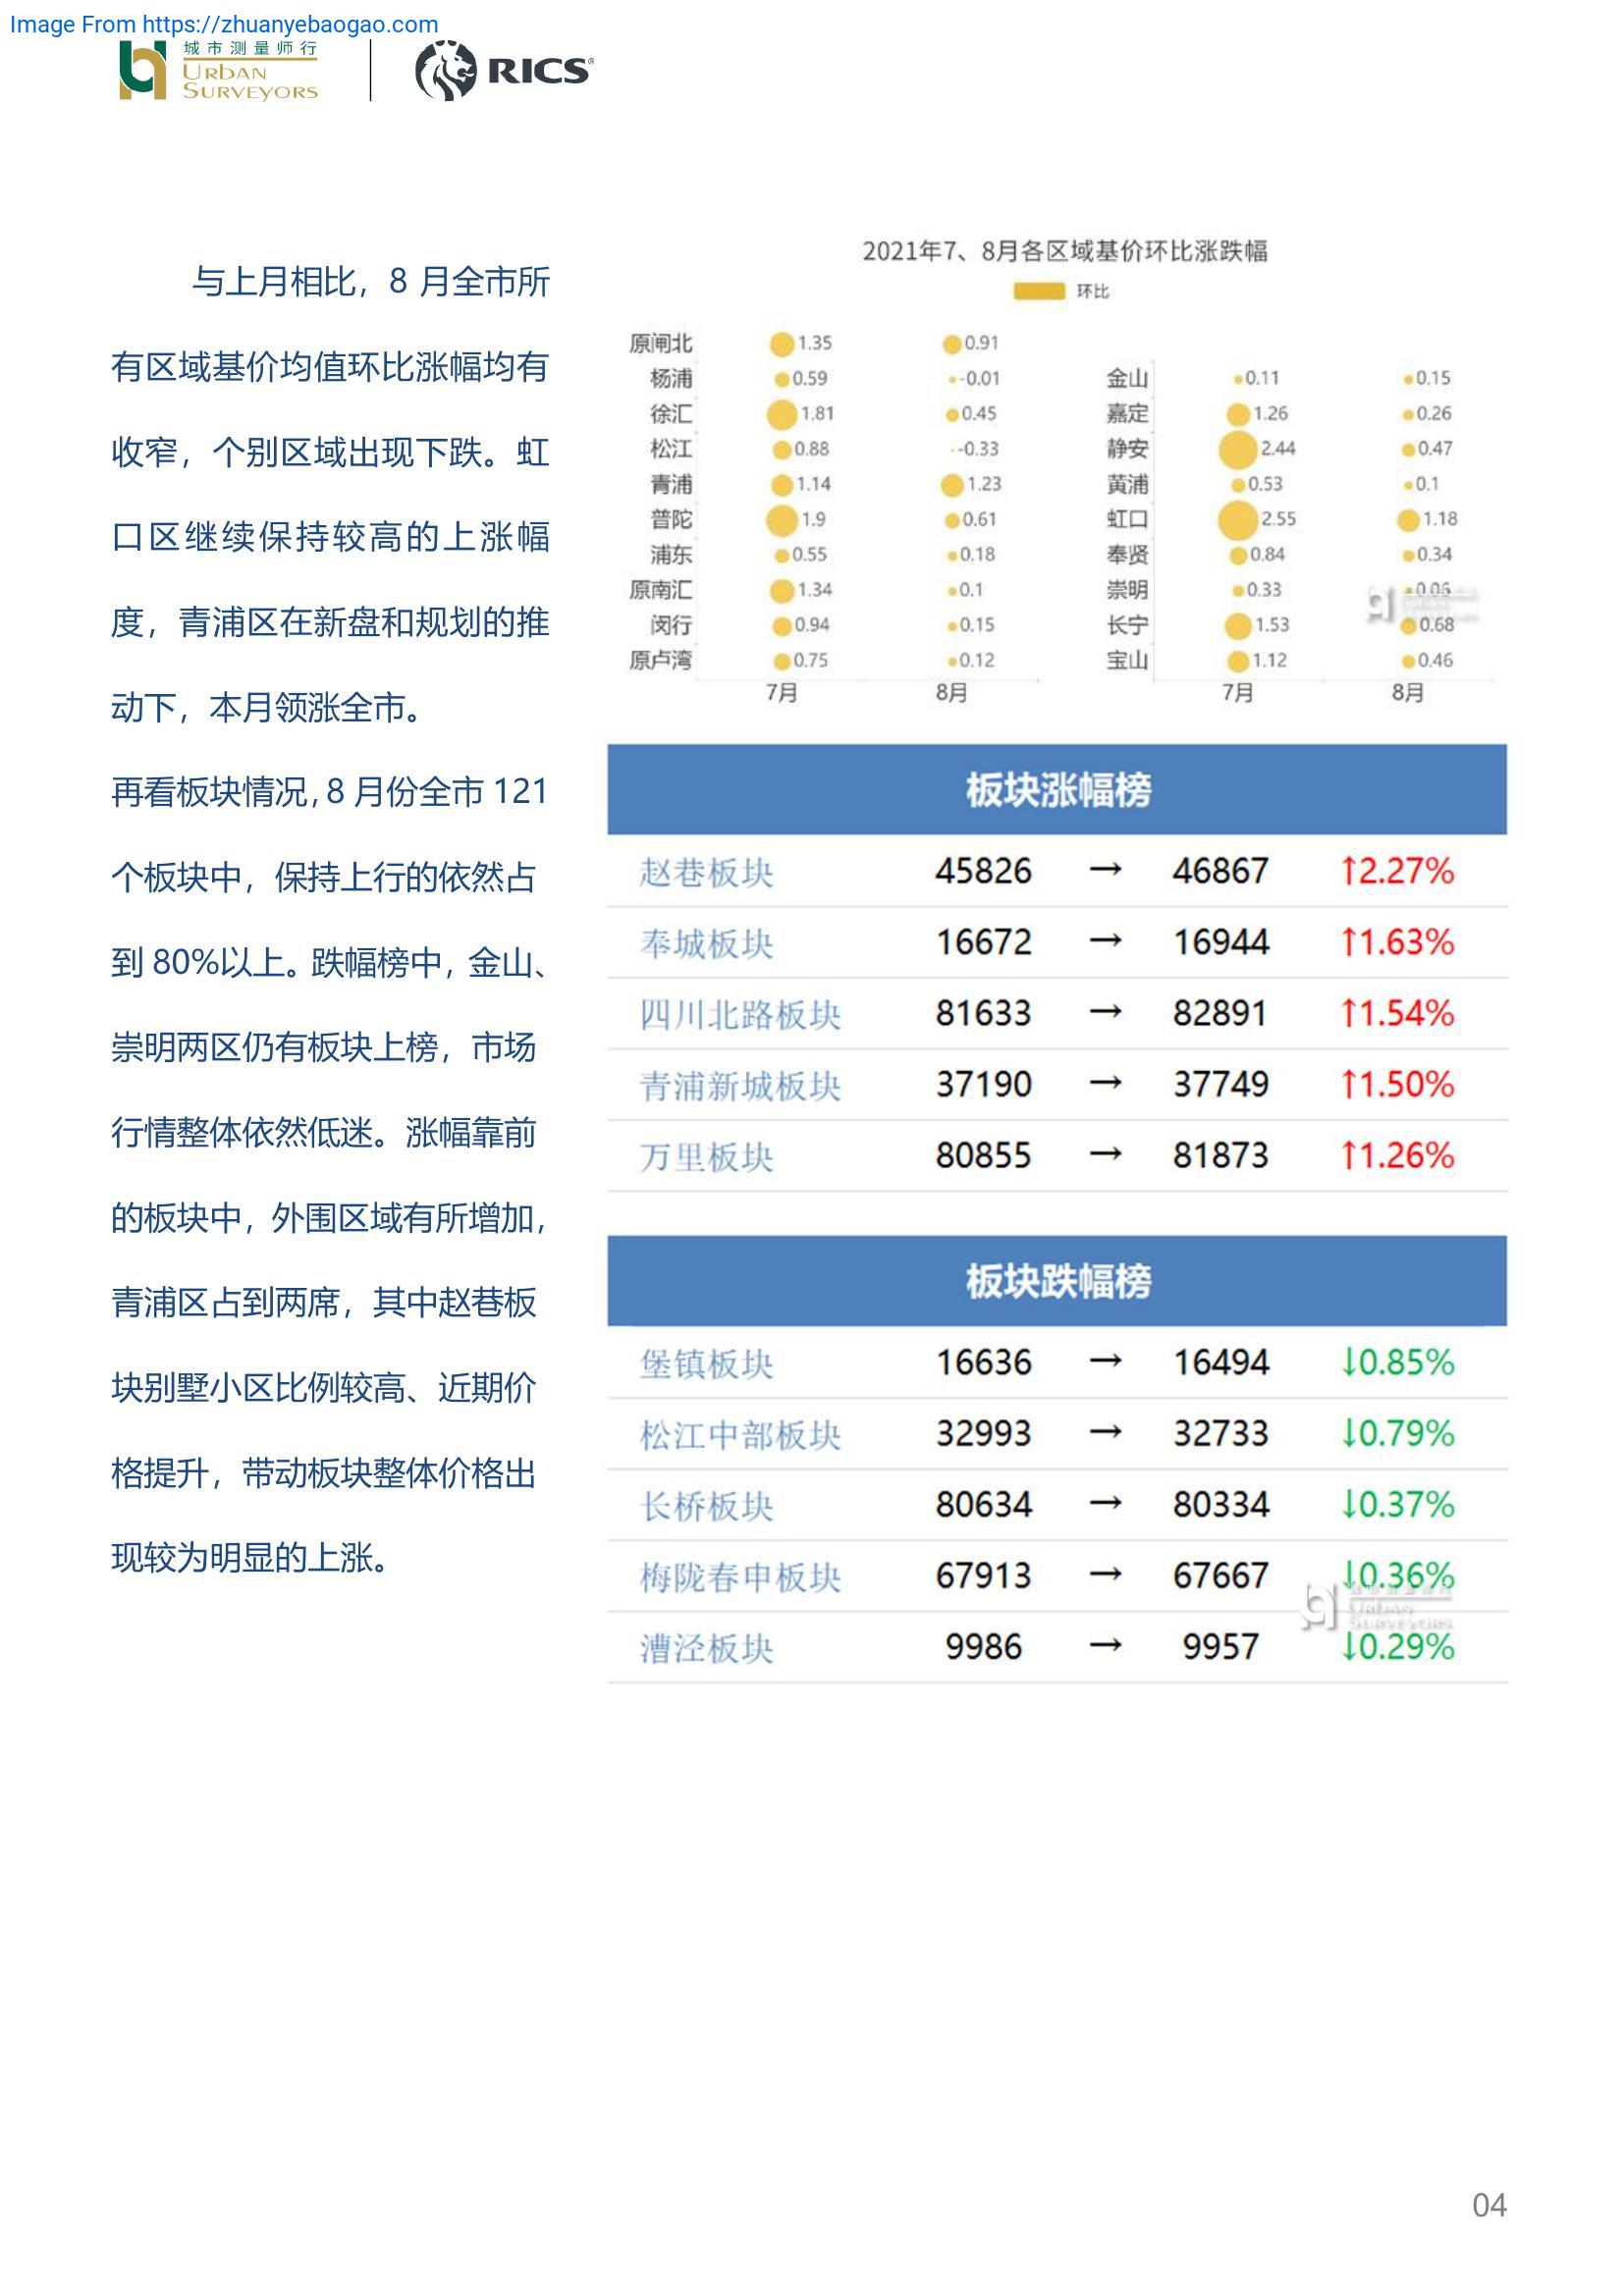 Image From https://zhuanyebaogao.com
城市测量师行
URBAN
SURVEYORS
RICS®
与上月相比，8 月全市所
有区域基价均值环比涨幅均有
收窄，个别区域出现下跌。虹
口区继续保持较高的上涨幅
度，青浦区在新盘和规划的推
动下，本月领涨全市。
再看板块情况，8 月份全市 121
个板块中，保持上行的依然占
到 80%以上。跌幅榜中，金山、
崇明两区仍有板块上榜，市场
行情整体依然低迷。涨幅靠前
的板块中，外围区域有所增加，
青浦区占到两席，其中赵巷板
块别墅小区比例较高、近期价
格提升，带动板块整体价格出
现较为明显的上涨。
2021年7、8月各区域基价环比涨跌幅
环比
原闸北 1.35 0.91
杨浦 0.59 -0.01
徐汇 1.81 0.45
松江 0.88 -0.33
青浦 1.14 1.23
普陀 1.9 0.61
浦东 0.55 0.18
原南汇 1.34 0.1
闵行 0.94 0.15
原卢湾 0.75 0.12
7月 8月
金山 0.11 0.15
嘉定 1.26 0.26
静安 2.44 0.47
黄浦 0.53 0.1
虹口 2.55 1.18
奉贤 0.84 0.34
崇明 0.33 0.06
长宁 1.53 0.68
宝山 1.12 0.46
7月 8月
板块涨幅榜
赵巷板块 45826 → 46867 ↑2.27%
奉城板块 16672 → 16944 ↑1.63%
四川北路板块 81633 → 82891 ↑1.54%
青浦新城板块 37190 → 37749 ↑1.50%
万里板块 80855 → 81873 ↑1.26%
板块跌幅榜
堡镇板块 16636 → 16494 ↓0.85%
松江中部板块 32993 → 32733 ↓0.79%
长桥板块 80634 → 80334 ↓0.37%
梅陇春申板块 67913 → 67667 ↓0.36%
城市测量师行
URBAN
SURVEYORS
漕泾板块 9986 → 9957 ↓0.29%
04